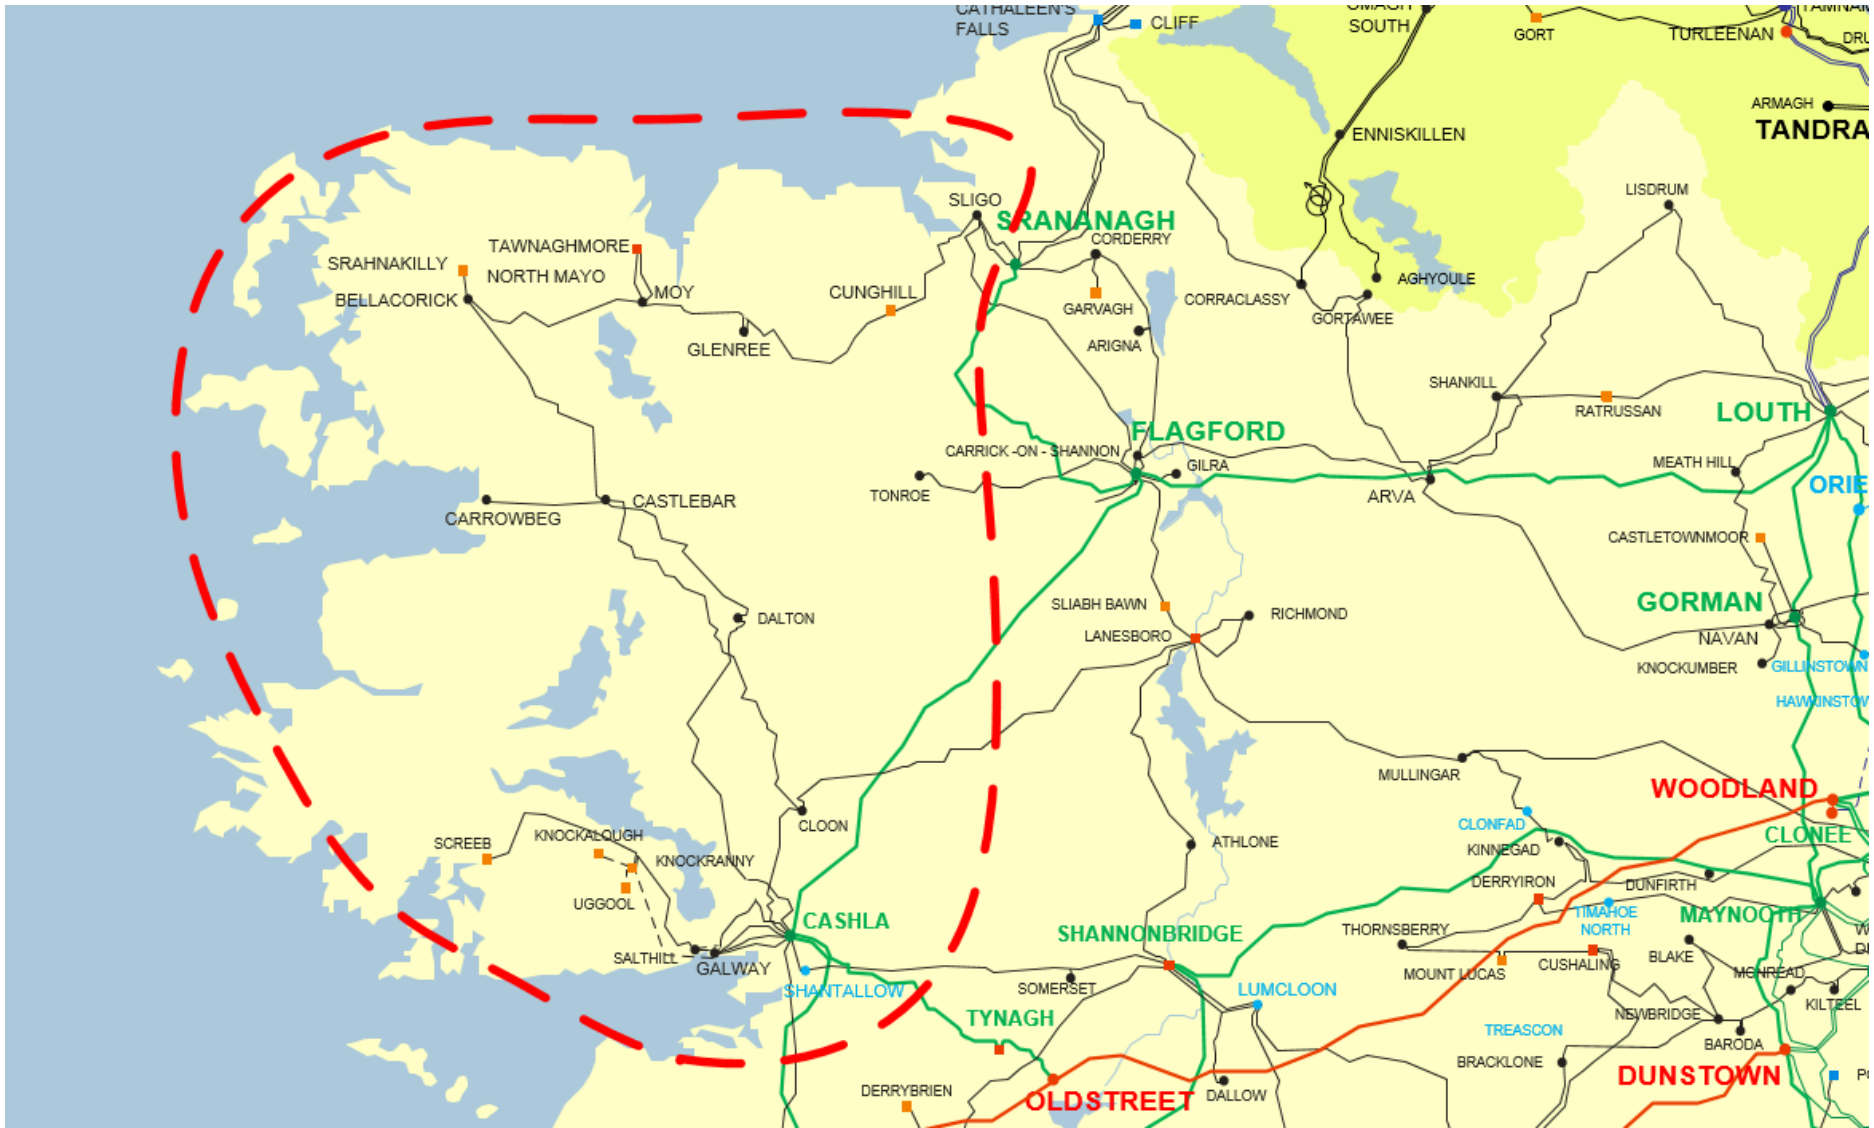 CATHALEEN'S
FALLS
CLIFF
SOUTH
GORT
TURLEENAN
ARMAGH
TANDRA
ENNISKILLEN
LISDRUM
SLIGO
SRANANAGH
CORDERRY
TAWNAGHMORE
SRAHNAKILLY
NORTH MAYO
BELLACORICK
MOY
CUNGHILL
GARVAGH
CORRACLASSY
AGHYOULE
GORTAWEE
GLENREE
ARIGNA
SHANKILL
RATRUSSAN
LOUTH
FLAGFORD
CARRICK -ON - SHANNON
GILRA
MEATH HILL
TONROE
ARVA
ORIE
CASTLEBAR
CARROWBEG
CASTLETOWNMOOR
SLIABH BAWN
RICHMOND
GORMAN
DALTON
LANESBORO
NAVAN
KNOCKUMBER
GILLINSTOWN
HAWKINSTOW
MULLINGAR
WOODLAND
CLOON
CLONFAD
CLONEE
SCREEB
KNOCKALOUGH
KNOCKRANNY
ATHLONE
KINNEGAD
DERRYIRON
DUNFIRTH
UGGOOL
CASHLA
SHANNONBRIDGE
TIMAHOE
NORTH
MAYNOOTH
THORNSBERRY
SALTHILL
GALWAY
MOUNT LUCAS
CUSHALING
BLAKE
MONREAD
SHANTALLOW
SOMERSET
LUMCLOON
KILTEEL
TYNAGH
TREASCON
NEWBRIDGE
BARODA
BRACKLONE
DERRYBRIEN
OLDSTREET
DALLOW
DUNSTOWN